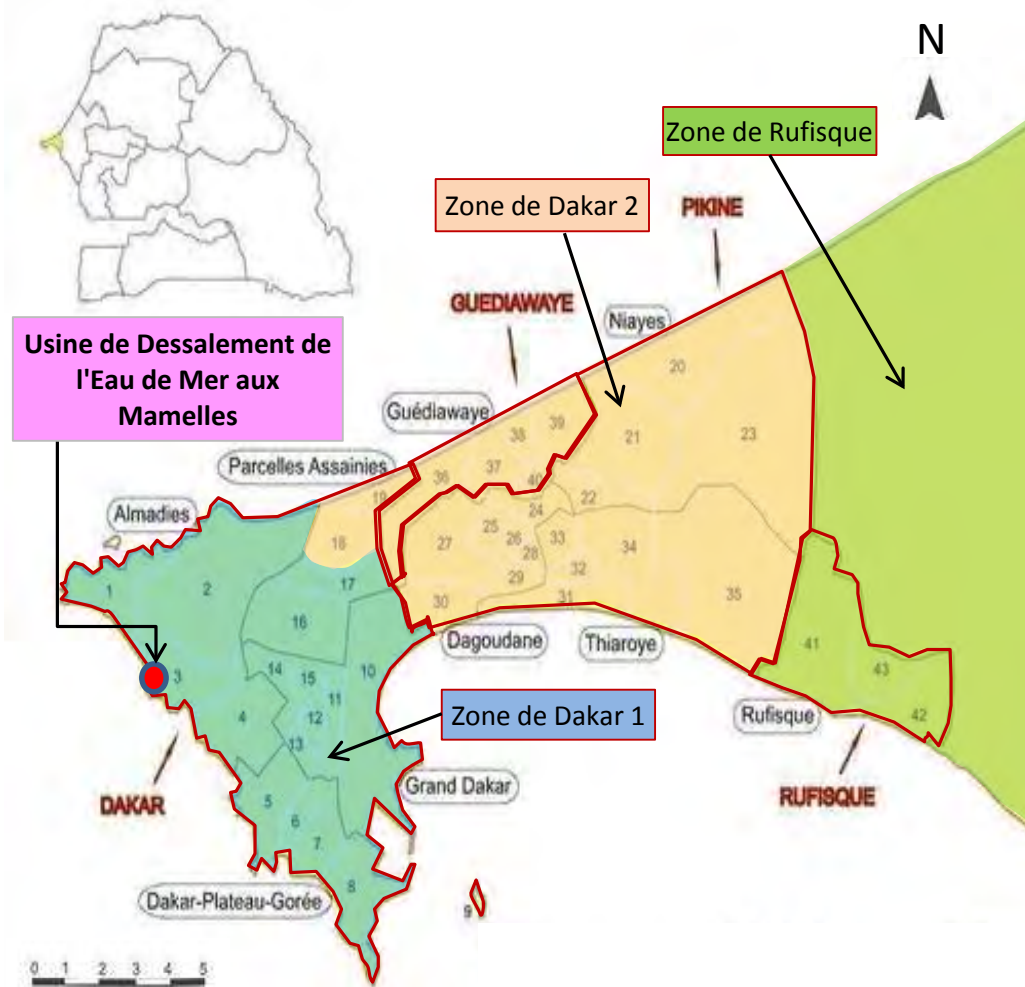 N
Zone de Rufisque
Zone de Dakar 2
PIKINE
GUEDIAWAYE
Niayes
Usine de Dessalement de
l'Eau de Mer aux
Mamelles
Guédiawaye
Parcelles Assainies
Almadies
20
38
39
21
23
36
37
40
19
22
24
25
18
27
26
33
28
34
32
29
17
1
2
35
30
31
16
Dagoudane
Thiaroye
41
14
15
10
43
3
11
4
12
Zone de Dakar 1
Rufisque
42
13
DAKAR
Grand Dakar
RUFISQUE
5
6
7
8
Dakar-Plateau-Gorée
9
0 1 2 3 4 5